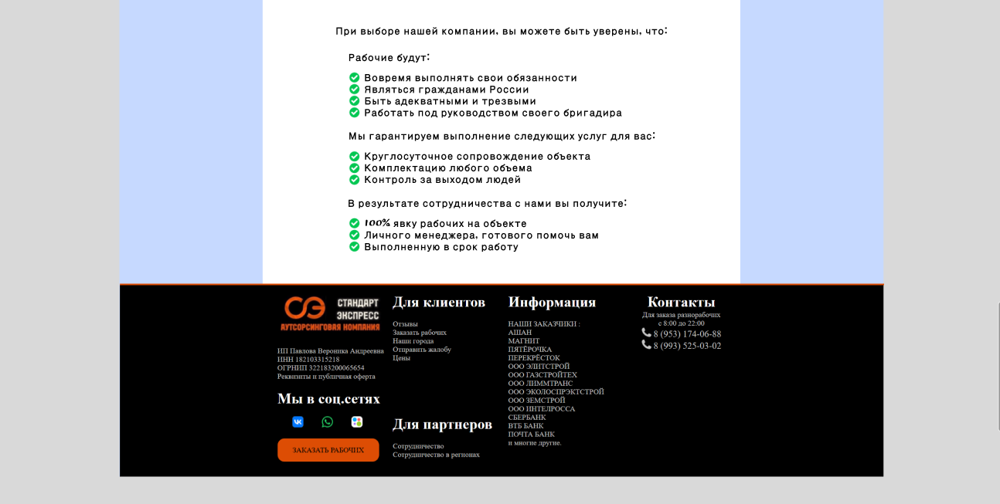 При выборе нашей компании, вы можете быть уверены, что:
Рабочие будут:
Вовремя выполнять свои обязанности
Являться гражданами России
Быть адекватными и трезвыми
Работать под руководством своего бригадира
Мы гарантируем выполнение следующих услуг для вас:
Круглосуточное сопровождение объекта
Комплектацию любого объема
Контроль за выходом людей
В результате сотрудничества с нами вы получите:
100% явку рабочих на объекте
Личного менеджера, готового помочь вам
Выполненную в срок работу
СЭ СТАНДАРТ
ЭКСПРЕСС
АУТСОРСИНГОВАЯ КОМПАНИЯ
ИП Павлова Вероника Андреевна
ИНН 182103315218
ОГРНИП 322183200065654
Реквизиты и публичная оферта
Мы в соц.сетях
ЗАКАЗАТЬ РАБОЧИХ
Для клиентов
Отзывы
Заказать рабочих
Наши города
Отправить жалобу
Цены
Для партнеров
Сотрудничество
Сотрудничество в регионах
Информация
НАШИ ЗАКАЗЧИКИ :
АШАН
МАГНИТ
ПЯТЁРОЧКА
ПЕРЕКРЁСТОК
ООО ЭЛИТСТРОЙ
ООО ГАЗСТРОЙТЕХ
ООО ЛИММТРАНС
ООО ЭКОЛОСПРЭКТСТРОЙ
ООО ЗЕМСТРОЙ
ООО ИНТЕЛРОССА
СБЕРБАНК
ВТБ БАНК
ПОЧТА БАНК
и многие другие.
Контакты
Для заказа разнорабочих
с 8:00 до 22:00
8 (953) 174-06-88
8 (993) 525-03-02